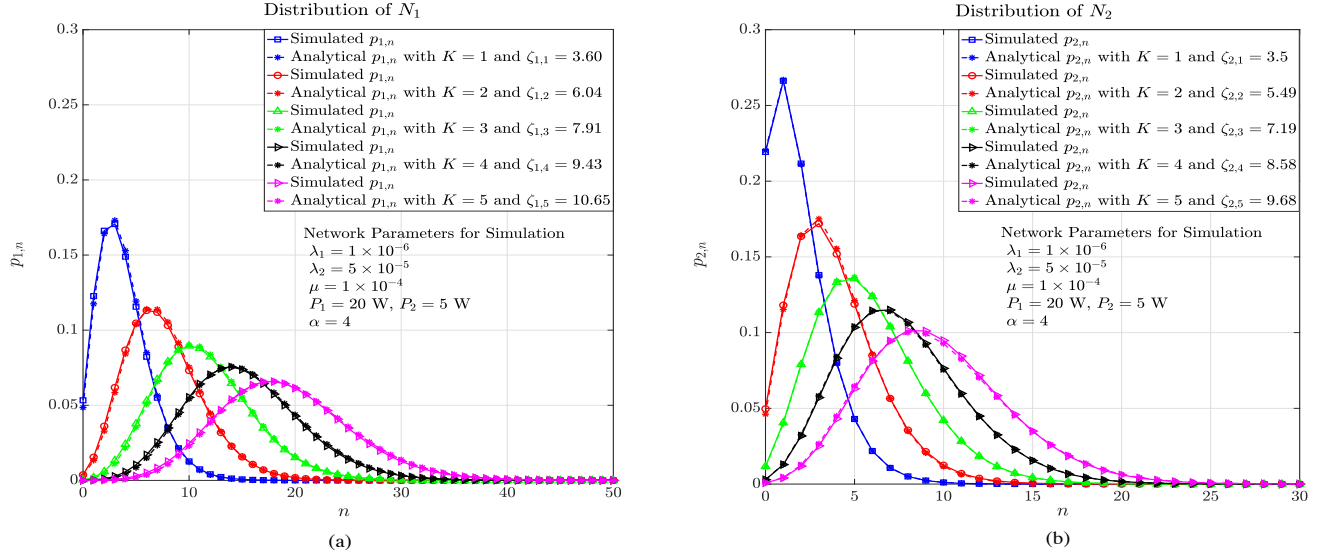 Distribution of N₁
0.3
0.25
0.2
0.15
0.1
0.05
0
p₁,ₙ
Simulated p₁,ₙ
Analytical p₁,ₙ with K = 1 and ζ₁,₁ = 3.60
Simulated p₁,ₙ
Analytical p₁,ₙ with K = 2 and ζ₁,₂ = 6.04
Simulated p₁,ₙ
Analytical p₁,ₙ with K = 3 and ζ₁,₃ = 7.91
Simulated p₁,ₙ
Analytical p₁,ₙ with K = 4 and ζ₁,₄ = 9.43
Simulated p₁,ₙ
Analytical p₁,ₙ with K = 5 and ζ₁,₅ = 10.65
Network Parameters for Simulation
λ₁ = 1 × 10⁻⁶
λ₂ = 5 × 10⁻⁵
μ = 1 × 10⁻⁴
P₁ = 20 W, P₂ = 5 W
α = 4
0 10 20 30 40 50
n
(a)
Distribution of N₂
0.3
0.25
0.2
0.15
0.1
0.05
0
p₂,ₙ
Simulated p₂,ₙ
Analytical p₂,ₙ with K = 1 and ζ₂,₁ = 3.5
Simulated p₂,ₙ
Analytical p₂,ₙ with K = 2 and ζ₂,₂ = 5.49
Simulated p₂,ₙ
Analytical p₂,ₙ with K = 3 and ζ₂,₃ = 7.19
Simulated p₂,ₙ
Analytical p₂,ₙ with K = 4 and ζ₂,₄ = 8.58
Simulated p₂,ₙ
Analytical p₂,ₙ with K = 5 and ζ₂,₅ = 9.68
Network Parameters for Simulation
λ₁ = 1 × 10⁻⁶
λ₂ = 5 × 10⁻⁵
μ = 1 × 10⁻⁴
P₁ = 20 W, P₂ = 5 W
α = 4
0 5 10 15 20 25 30
n
(b)